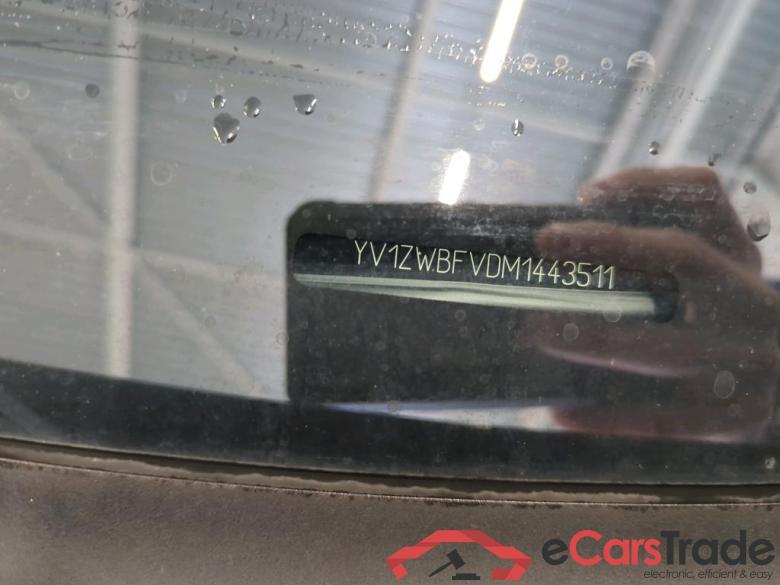 YV1ZWBFVDM1443511
eCarsTrade
electronic, efficient & easy